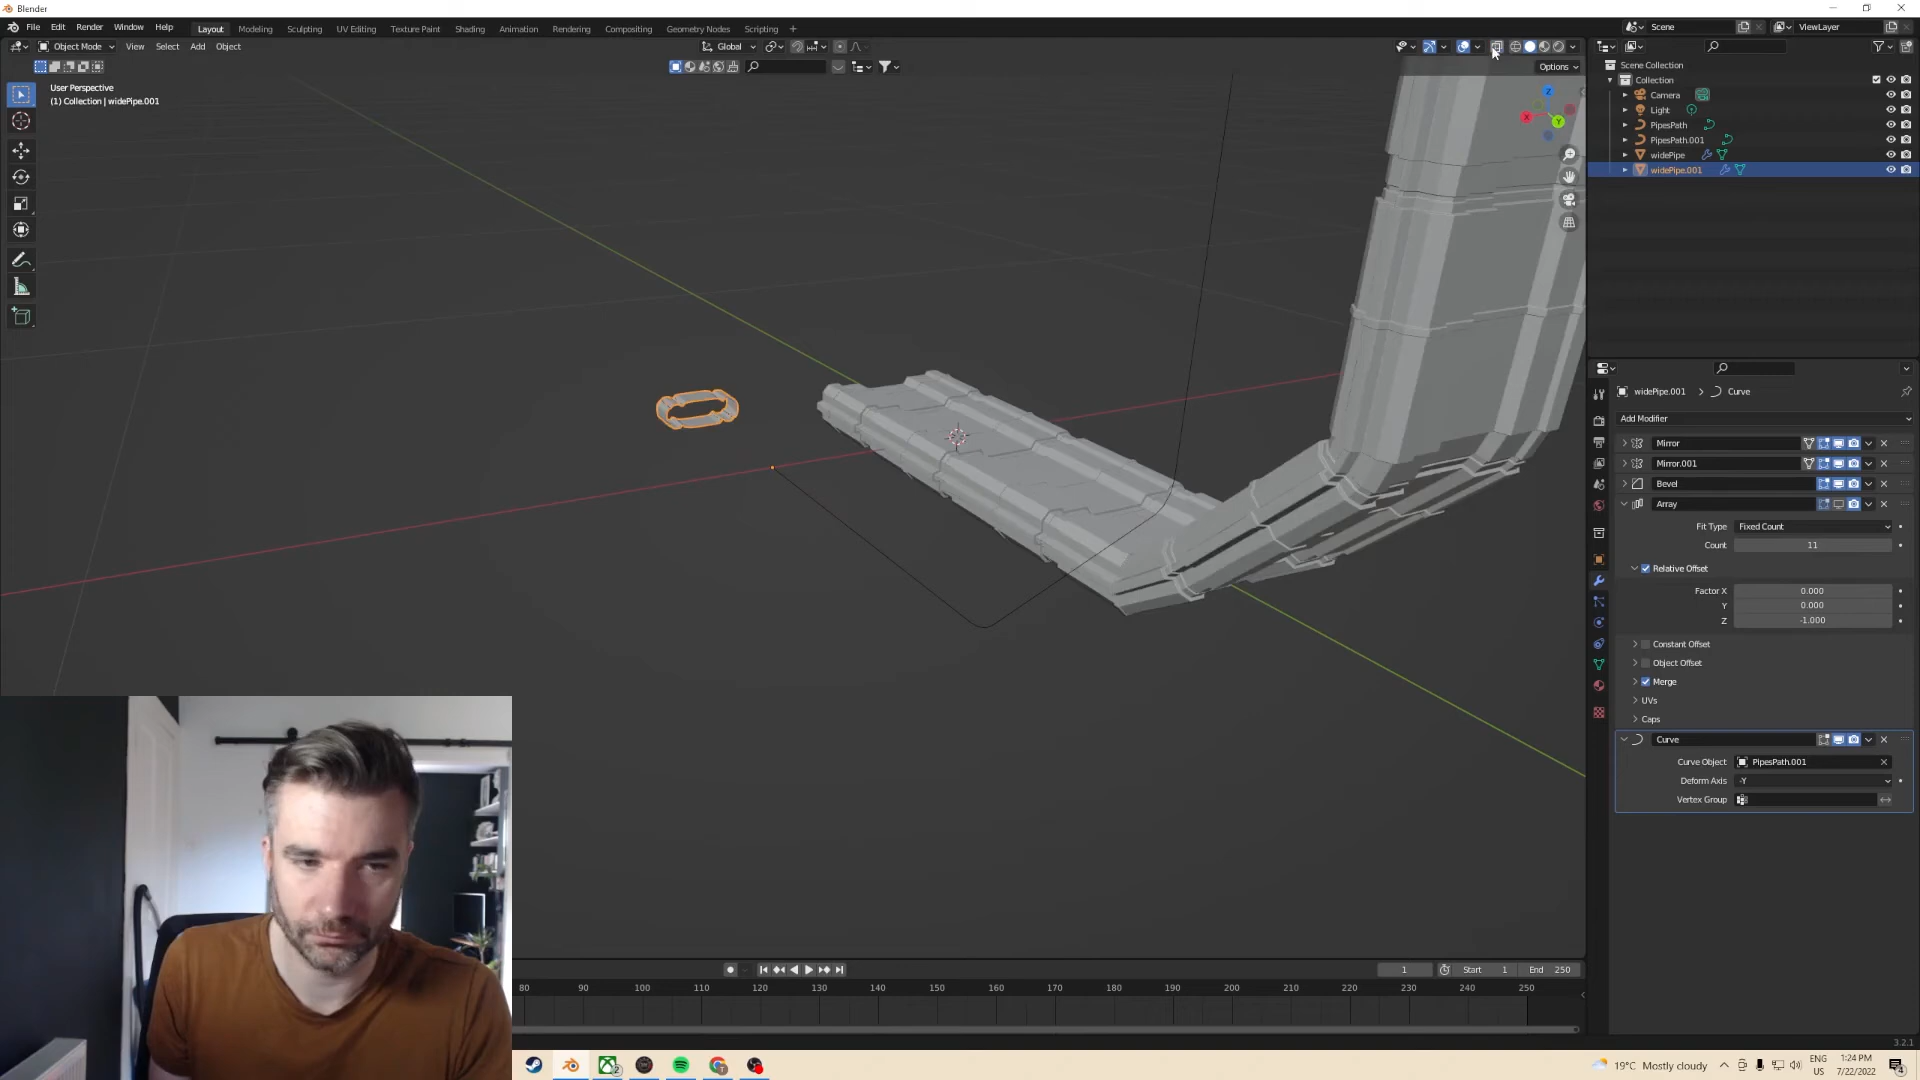 Blender
File Edit Render Window Help
Layout Modeling Sculpting UV Editing Texture Paint Shading Animation Rendering Compositing Geometry Nodes Scripting +
Scene
ViewLayer
Object Mode View Select Add Object
Global
Options
User Perspective
(1) Collection | widePipe.001
Z
X
Y
Scene Collection
Collection
Camera
Light
PipesPath
PipesPath.001
widePipe
widePipe.001
widePipe.001 > Curve
Add Modifier
Mirror
Mirror.001
Bevel
Array
Fit Type Fixed Count
Count 11
Relative Offset
Factor X 0.000
Y 0.000
Z -1.000
Constant Offset
Object Offset
Merge
UVs
Caps
Curve
Curve Object PipesPath.001
Deform Axis -Y
Vertex Group
1 Start 1 End 250
80 90 100 110 120 130 140 150 160 170 180 190 200 210 220 230 240 250
3.2.1
2
19°C Mostly cloudy
ENG
US
1:24 PM
7/22/2022
4